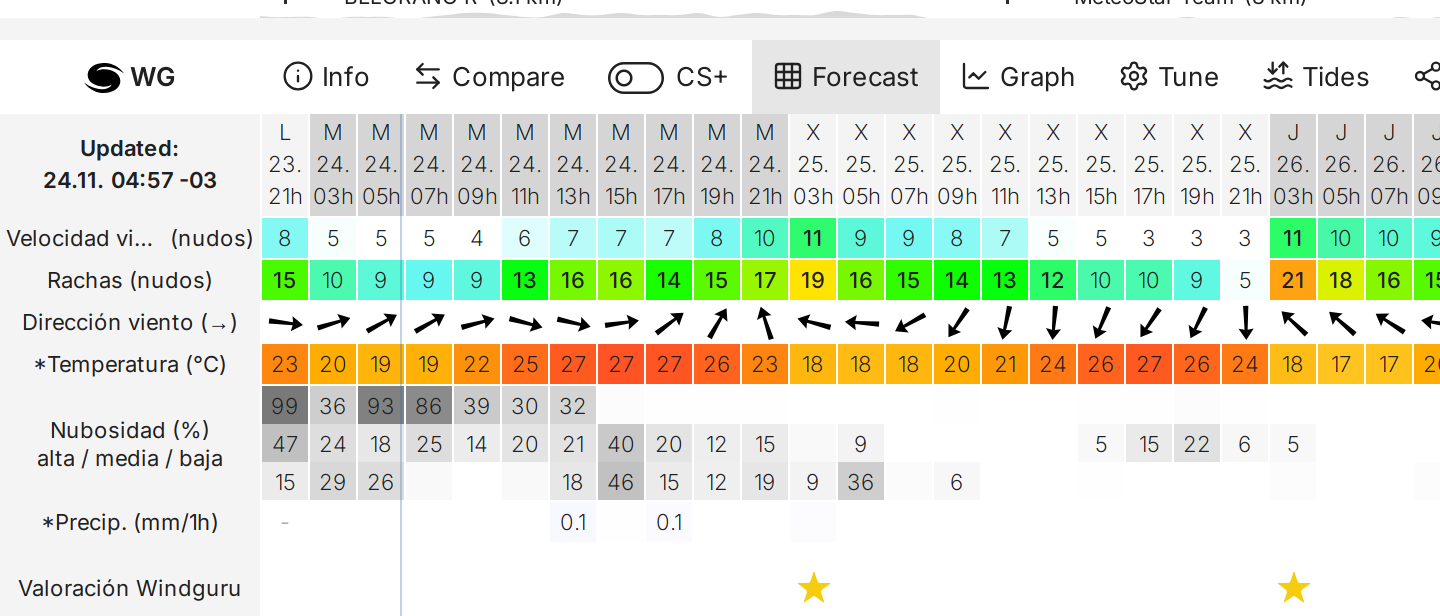 WG Info Compare CS+ Forecast Graph Tune Tides
Updated:
24.11. 04:57 -03
L M M M M M M M M M M X X X X X X X X X X J J J
23. 24. 24. 24. 24. 24. 24. 24. 24. 24. 24. 25. 25. 25. 25. 25. 25. 25. 25. 25. 25. 26. 26. 26.
21h 03h 05h 07h 09h 11h 13h 15h 17h 19h 21h 03h 05h 07h 09h 11h 13h 15h 17h 19h 21h 03h 05h 07h
Velocidad vi... (nudos) 8 5 5 5 4 6 7 7 7 8 10 11 9 9 8 7 5 5 3 3 3 11 10 10 9
Rachas (nudos) 15 10 9 9 9 13 16 16 14 15 17 19 16 15 14 13 12 10 10 9 5 21 18 16 15
Dirección viento (→)
*Temperatura (°C) 23 20 19 19 22 25 27 27 27 26 23 18 18 18 20 21 24 26 27 26 24 18 17 17
Nubosidad (%)
alta / media / baja
99 36 93 86 39 30 32
47 24 18 25 14 20 21 40 20 12 15 9 5 15 22 6 5
15 29 26 18 46 15 12 19 9 36 6
*Precip. (mm/1h) - 0.1 0.1
Valoración Windguru